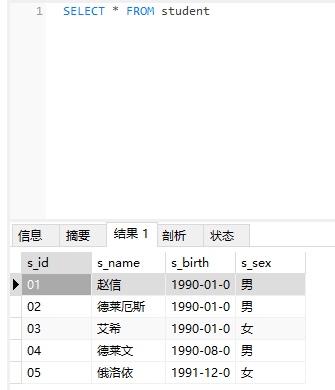 1 SELECT * FROM student
信息 摘要 结果 1 剖析 状态
s_id s_name s_birth s_sex
01 赵信 1990-01-0 男
02 德莱厄斯 1990-01-0 男
03 艾希 1990-01-0 女
04 德莱文 1990-08-0 男
05 俄洛依 1991-12-0 女